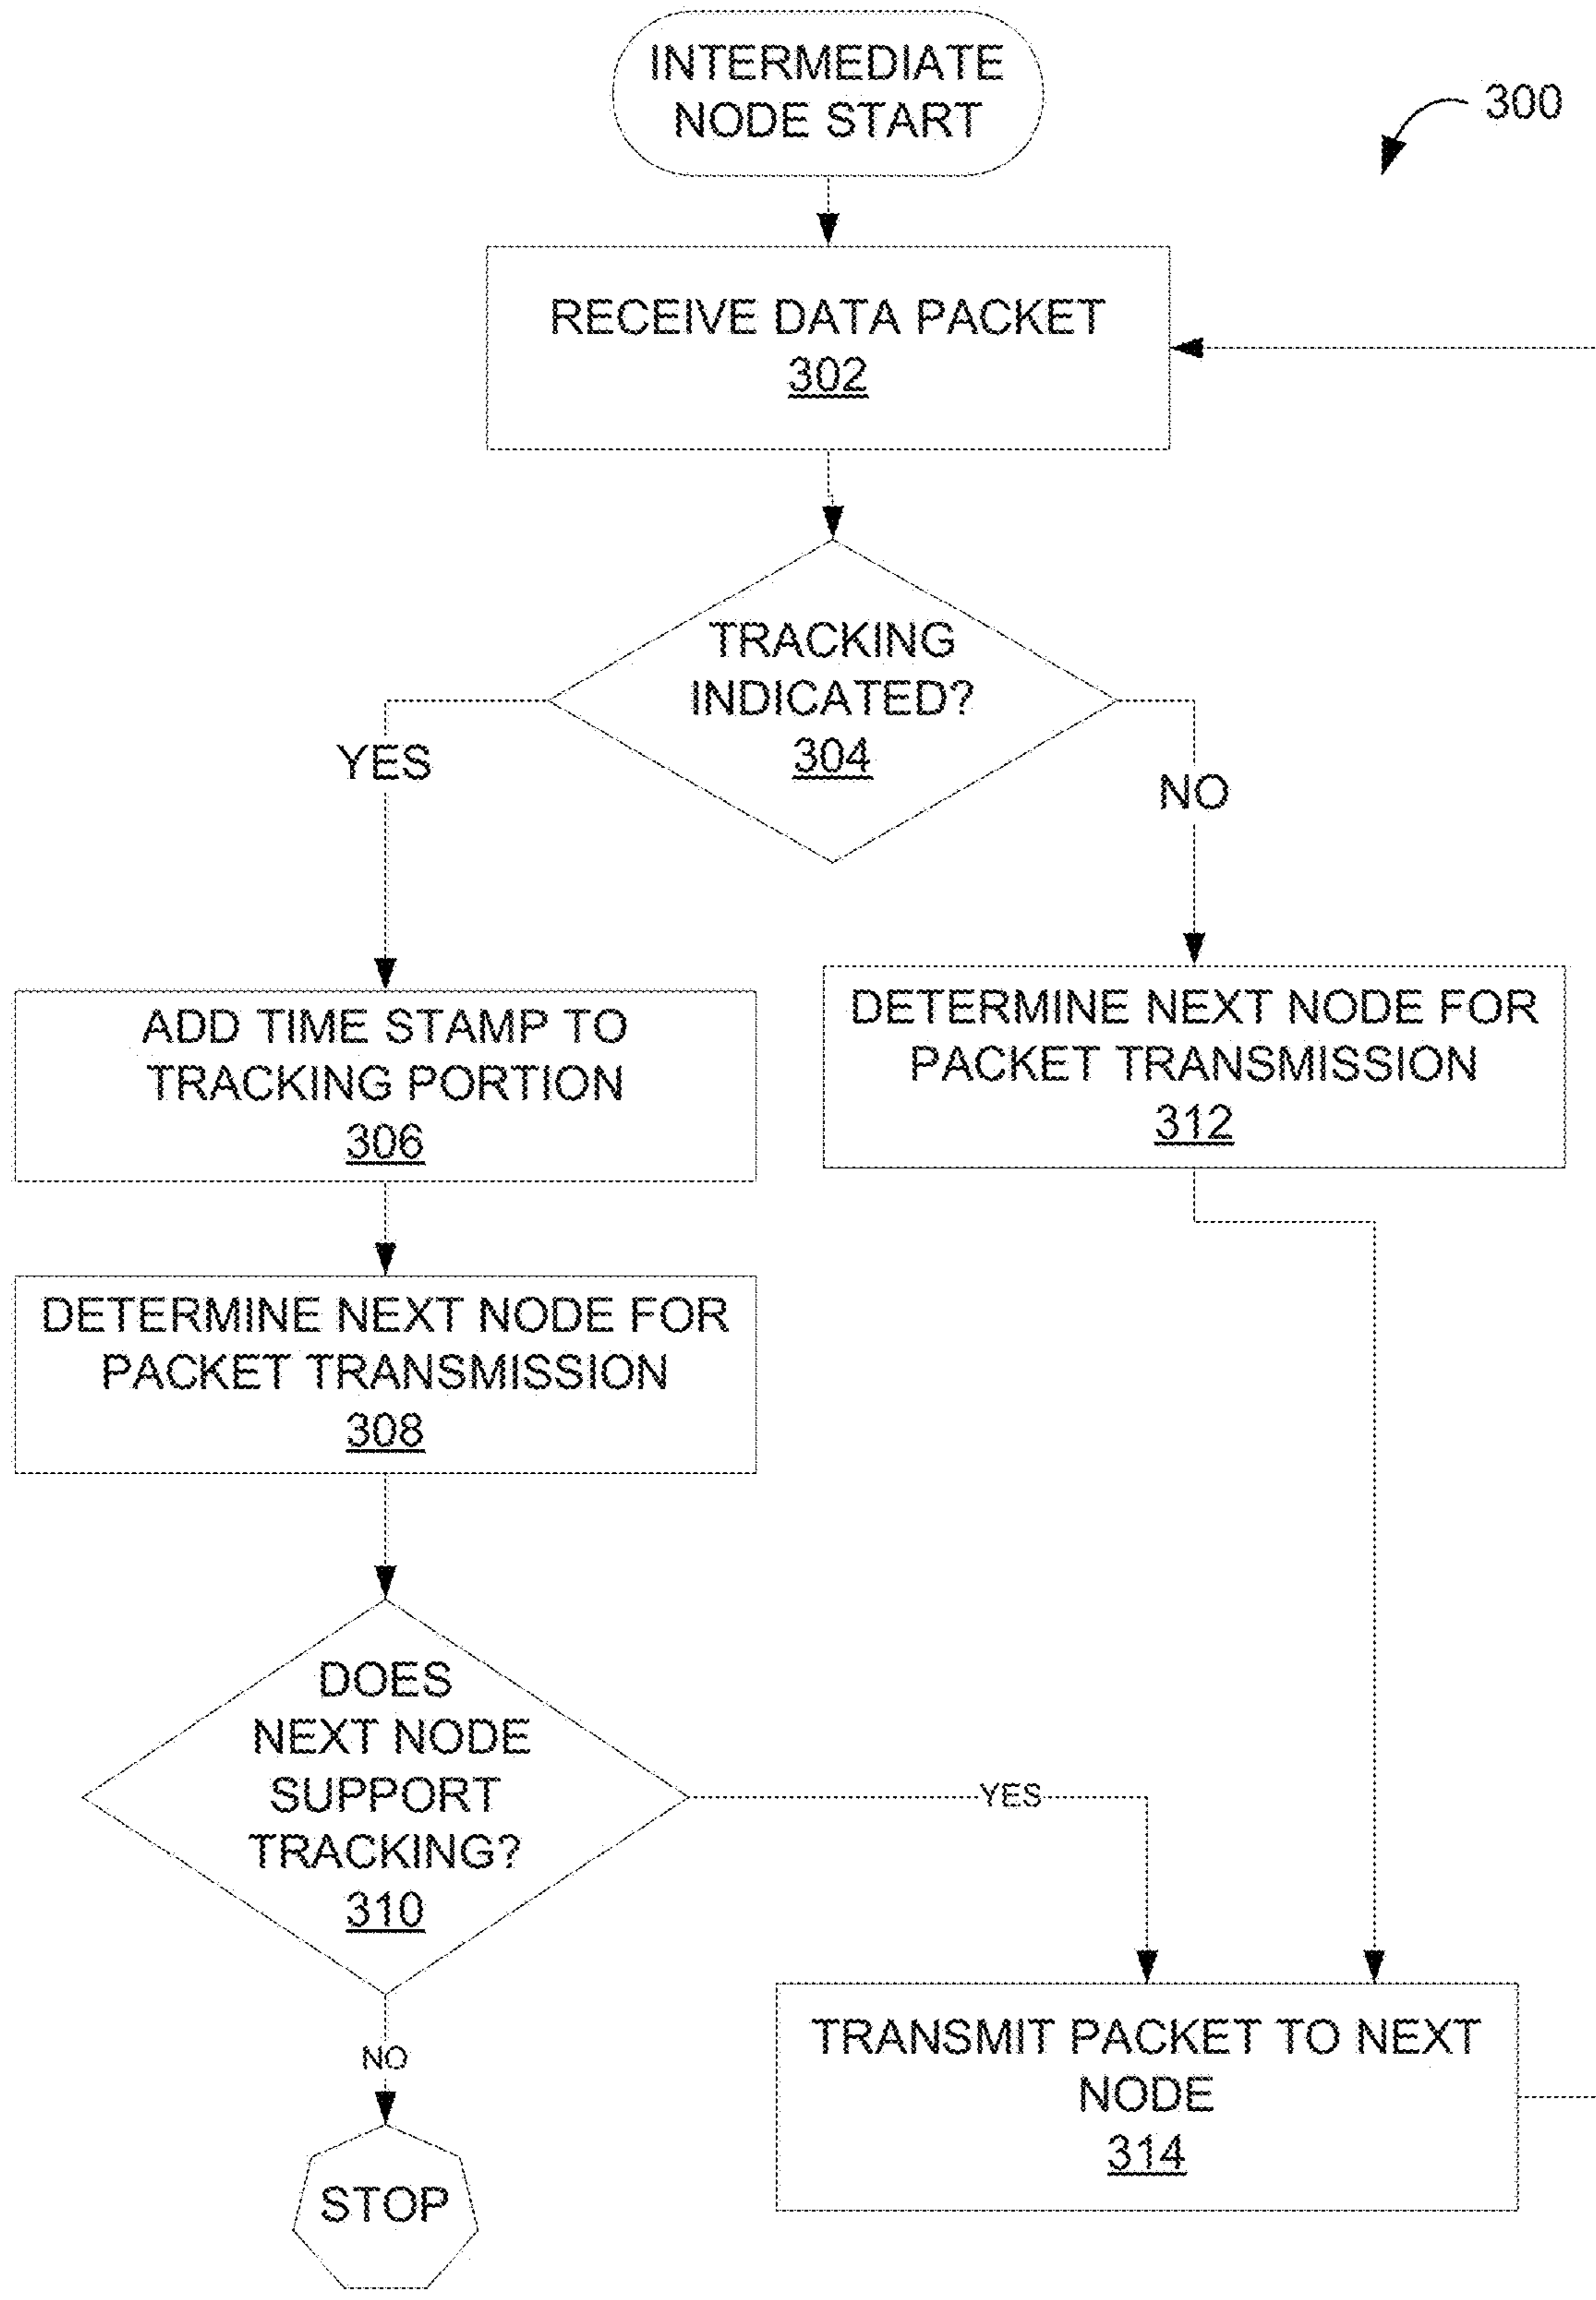 INTERMEDIATE
NODE START
300
RECEIVE DATA PACKET
302
TRACKING
INDICATED?
304
YES
NO
ADD TIME STAMP TO
TRACKING PORTION
306
DETERMINE NEXT NODE FOR
PACKET TRANSMISSION
312
DETERMINE NEXT NODE FOR
PACKET TRANSMISSION
308
DOES
NEXT NODE
SUPPORT
TRACKING?
310
YES
NO
TRANSMIT PACKET TO NEXT
NODE
314
STOP